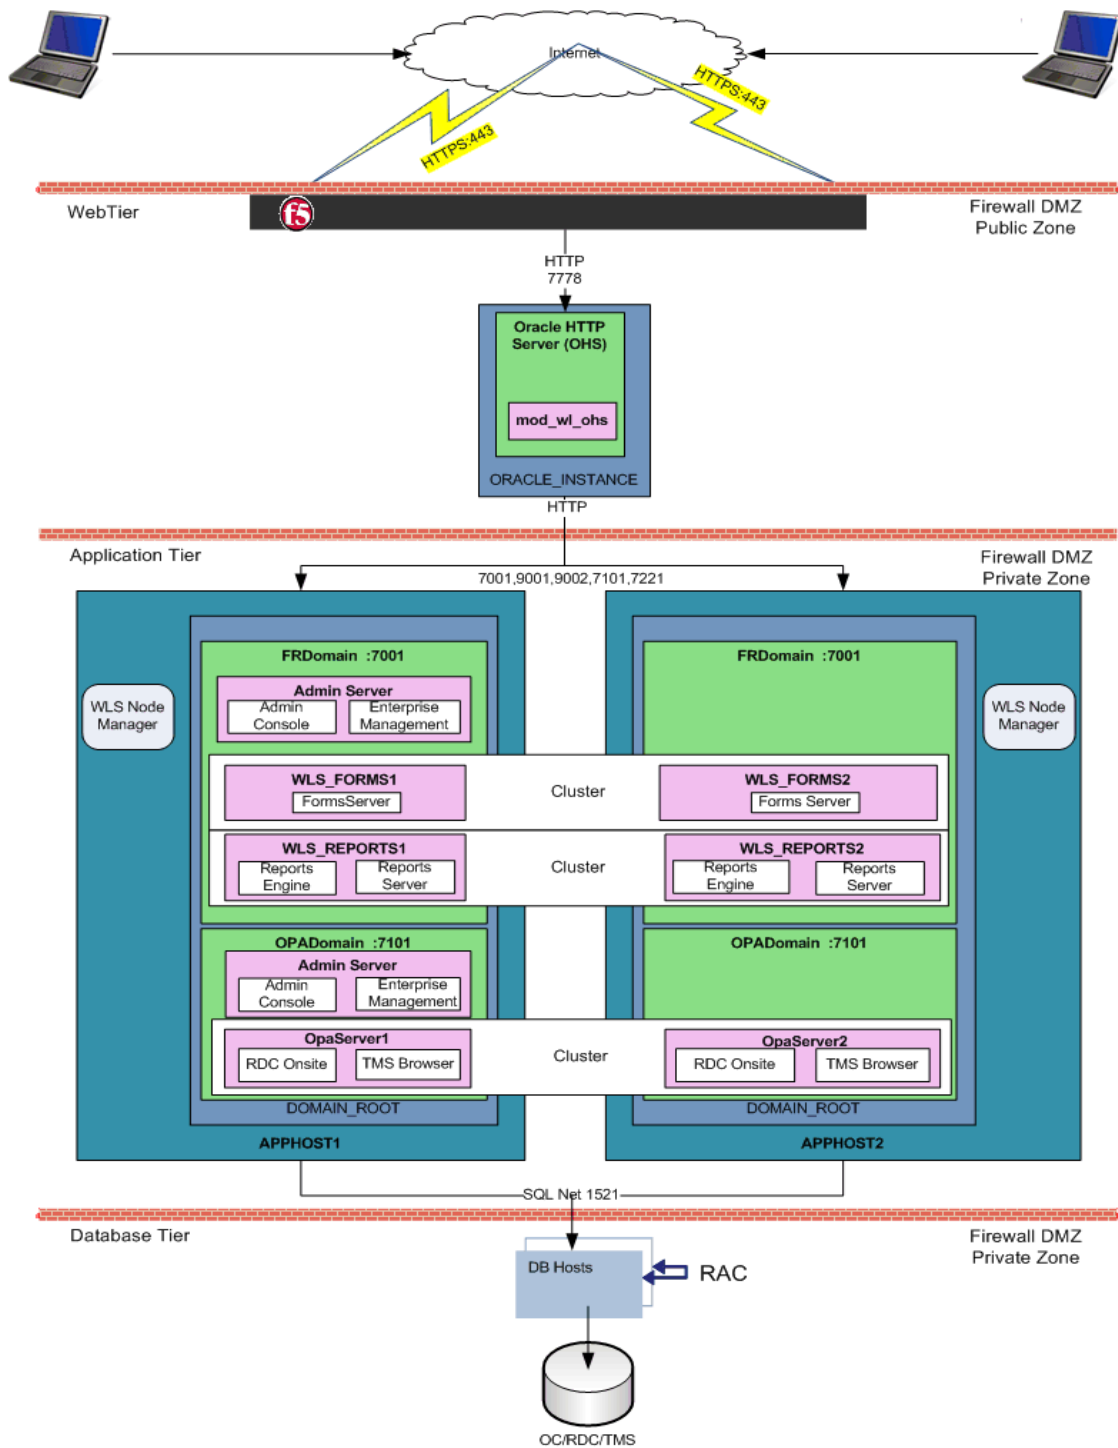 Internet
HTTPS:443
HTTPS:443
WebTier
f5
Firewall DMZ
Public Zone
HTTP
7778
Oracle HTTP
Server (OHS)
mod_wl_ohs
ORACLE_INSTANCE
HTTP
Application Tier
Firewall DMZ
Private Zone
7001,9001,9002,7101,7221
FRDomain :7001
FRDomain :7001
Admin Server
Admin
Console
Enterprise
Management
WLS Node
Manager
WLS Node
Manager
WLS_FORMS1
FormsServer
Cluster
WLS_FORMS2
Forms Server
WLS_REPORTS1
Reports
Engine
Reports
Server
Cluster
WLS_REPORTS2
Reports
Engine
Reports
Server
OPADomain :7101
OPADomain :7101
Admin Server
Admin
Console
Enterprise
Management
OpaServer1
RDC Onsite
TMS Browser
Cluster
OpaServer2
RDC Onsite
TMS Browser
DOMAIN_ROOT
DOMAIN_ROOT
APPHOST1
APPHOST2
SQL Net 1521
Database Tier
Firewall DMZ
Private Zone
DB Hosts
RAC
OC/RDC/TMS